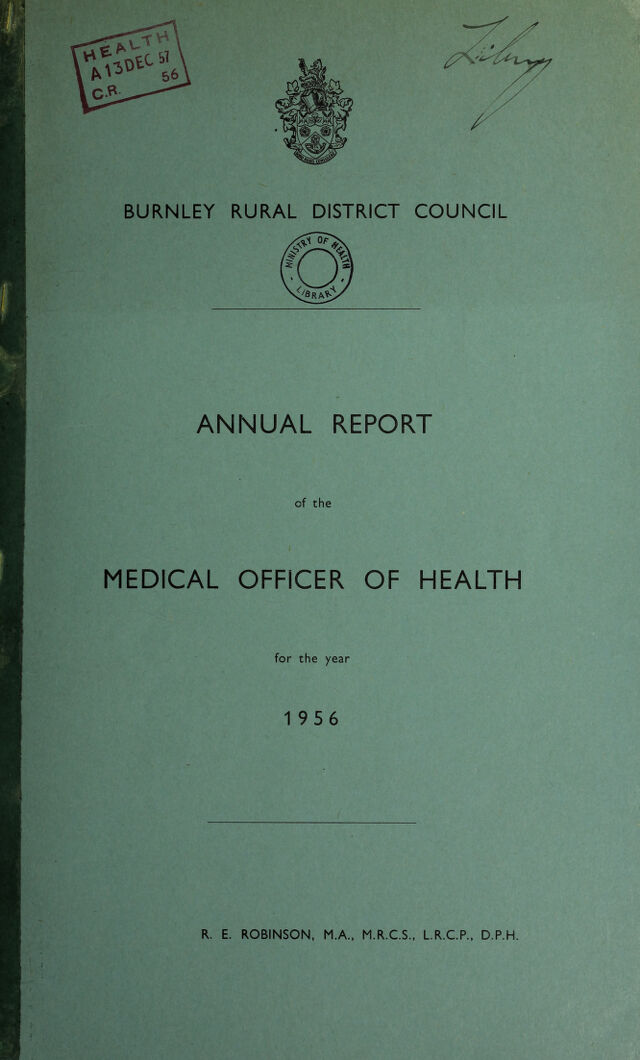 HEALTH
A 13 DEC 57
C.R. 56
BURNLEY RURAL DISTRICT COUNCIL
MINISTRY OF HEALTH
LIBRARY
ANNUAL REPORT
of the
MEDICAL OFFICER OF HEALTH
for the year
1956
R. E. ROBINSON, M.A., M.R.C.S., L.R.C.P., D.P.H.